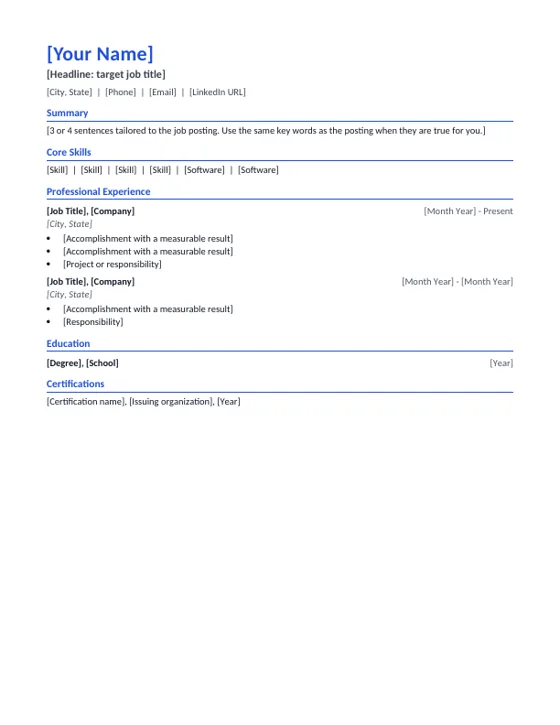 [Your Name]
[Headline: target job title]
[City, State] | [Phone] | [Email] | [LinkedIn URL]
Summary
[3 or 4 sentences tailored to the job posting. Use the same key words as the posting when they are true for you.]
Core Skills
[Skill] | [Skill] | [Skill] | [Skill] | [Software] | [Software]
Professional Experience
[Job Title], [Company] [Month Year] - Present
[City, State]
• [Accomplishment with a measurable result]
• [Accomplishment with a measurable result]
• [Project or responsibility]
[Job Title], [Company] [Month Year] - [Month Year]
[City, State]
• [Accomplishment with a measurable result]
• [Responsibility]
Education
[Degree], [School] [Year]
Certifications
[Certification name], [Issuing organization], [Year]